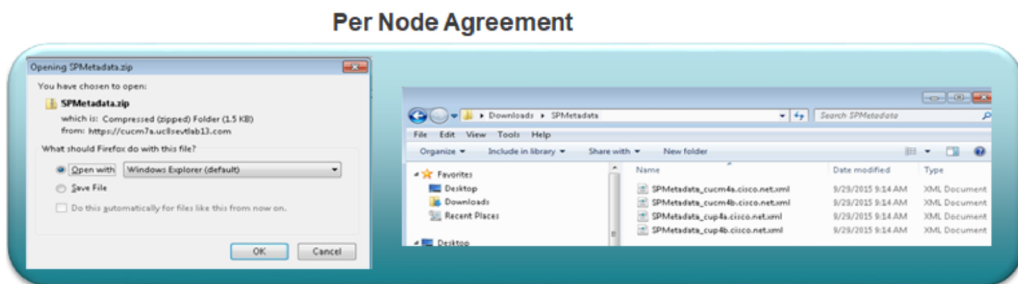 Per Node Agreement
Opening SPMetadata.zip
You have chosen to open:
SPMetadata.zip
which is: Compressed (zipped) Folder (1.5 KB)
from: https://cucm7a.uclsevtlab13.com
What should Firefox do with this file?
Open with Windows Explorer (default)
Save File
Do this automatically for files like this from now on.
OK Cancel
Downloads SPMetadata
Search SPMetadata
File Edit View Tools Help
Organize Include in library Share with New folder
Favorites
Desktop
Downloads
Recent Places
Desktop
Name Date modified Type
SPMetadata_cucm4a.cisco.net.xml 9/29/2015 9:14 AM XML Document
SPMetadata_cucm4b.cisco.net.xml 9/29/2015 9:14 AM XML Document
SPMetadata_cup4a.cisco.net.xml 9/29/2015 9:14 AM XML Document
SPMetadata_cup4b.cisco.net.xml 9/29/2015 9:14 AM XML Document